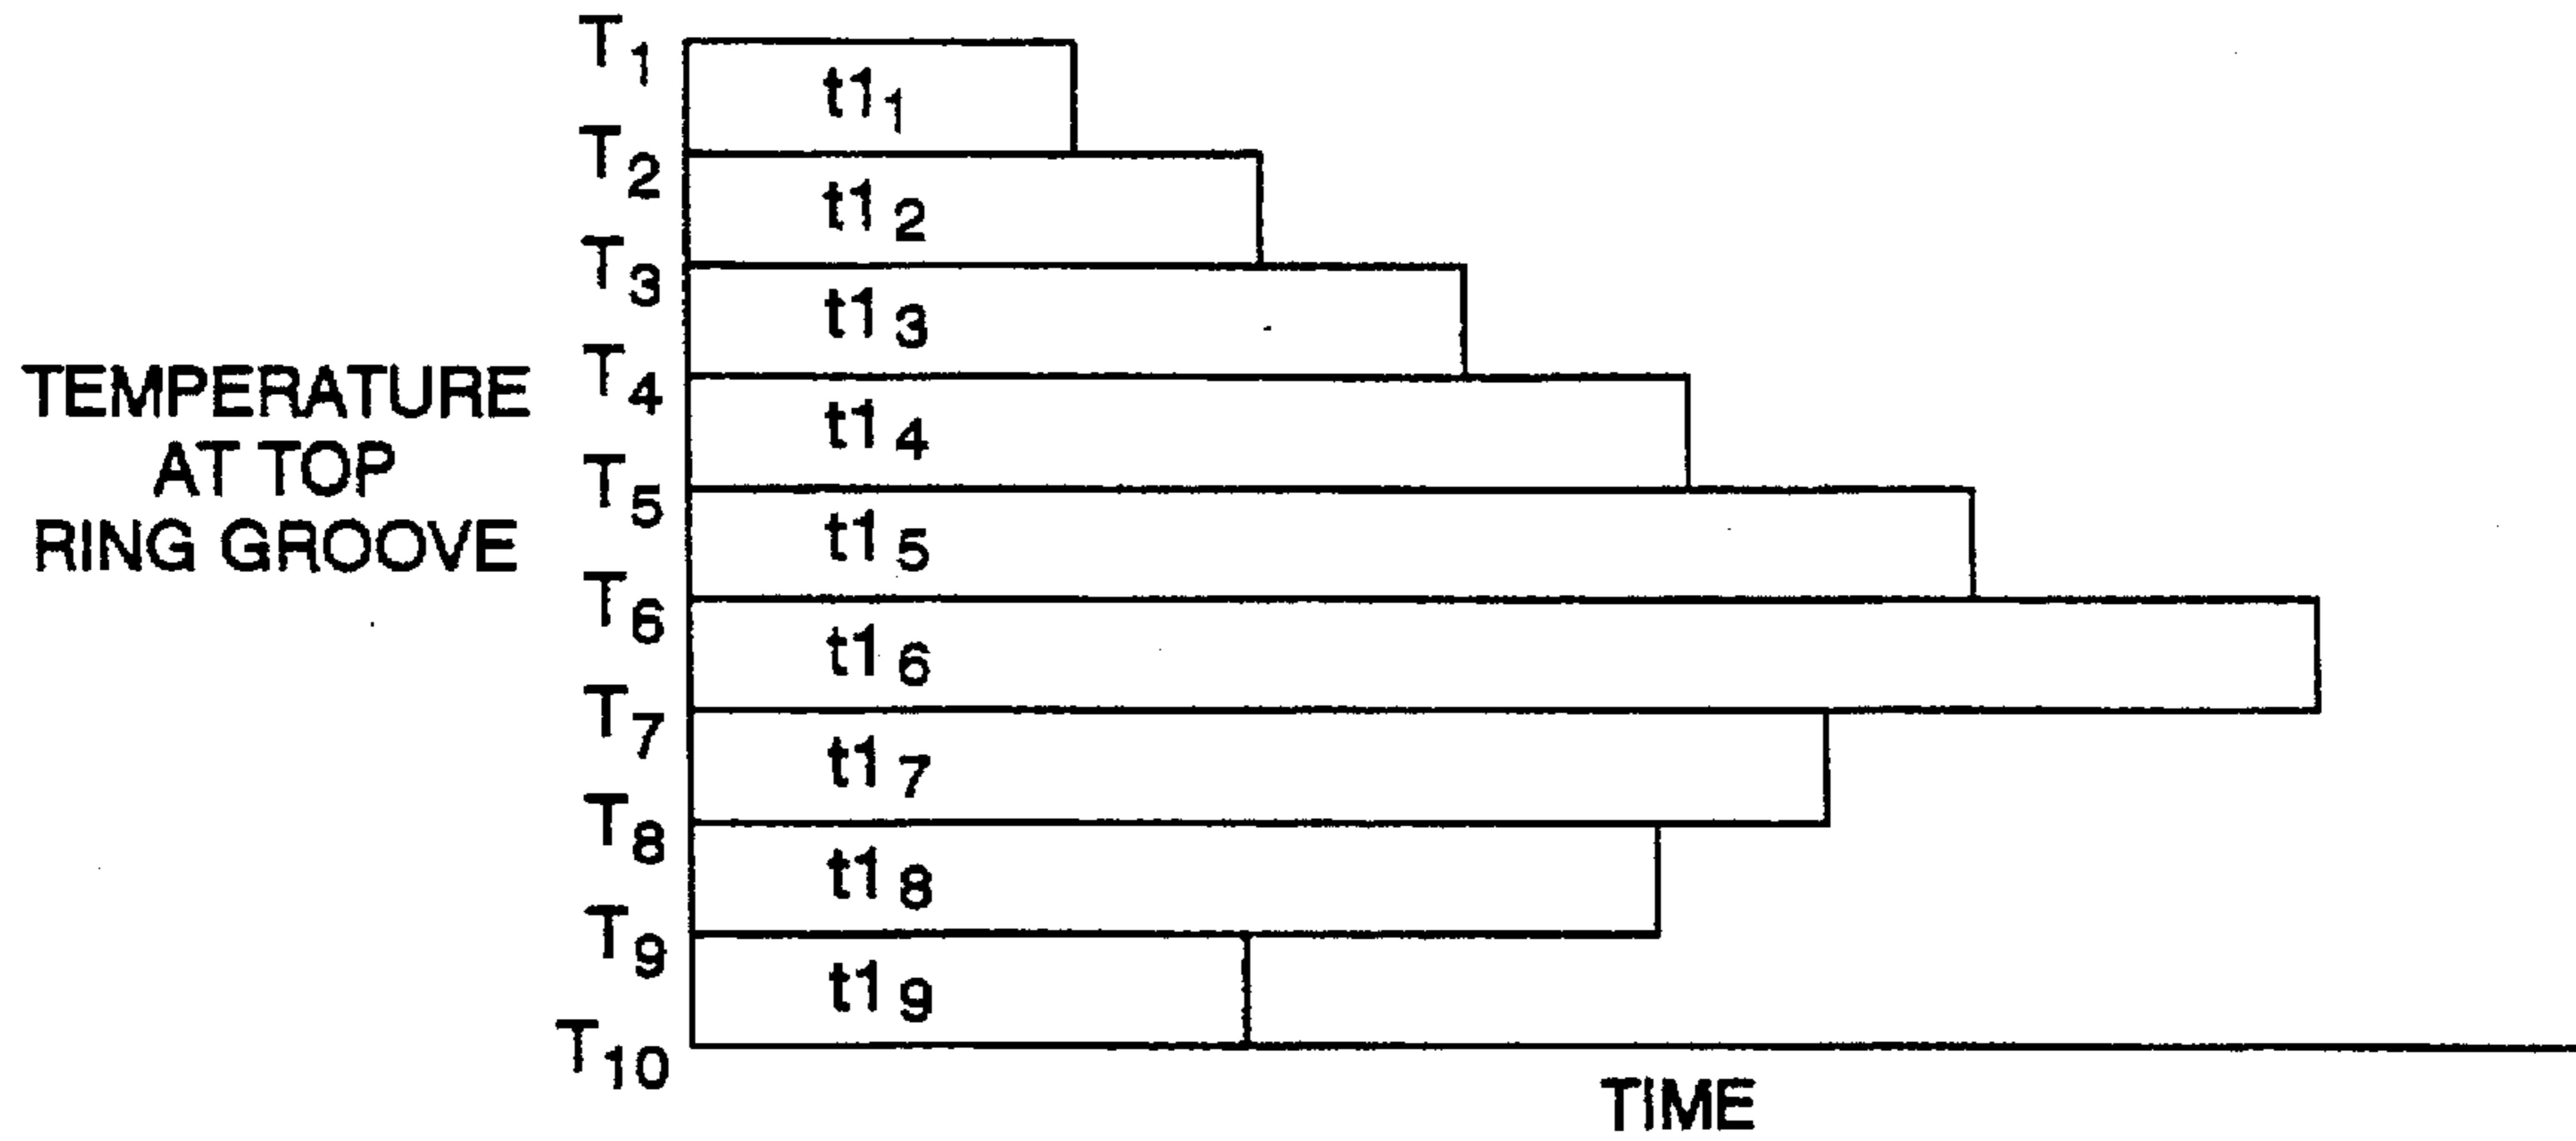 T1
t11
T2
t12
T3
t13
TEMPERATURE
AT TOP
RING GROOVE
T4
t14
T5
t15
T6
t16
T7
t17
T8
t18
T9
t19
T10
TIME